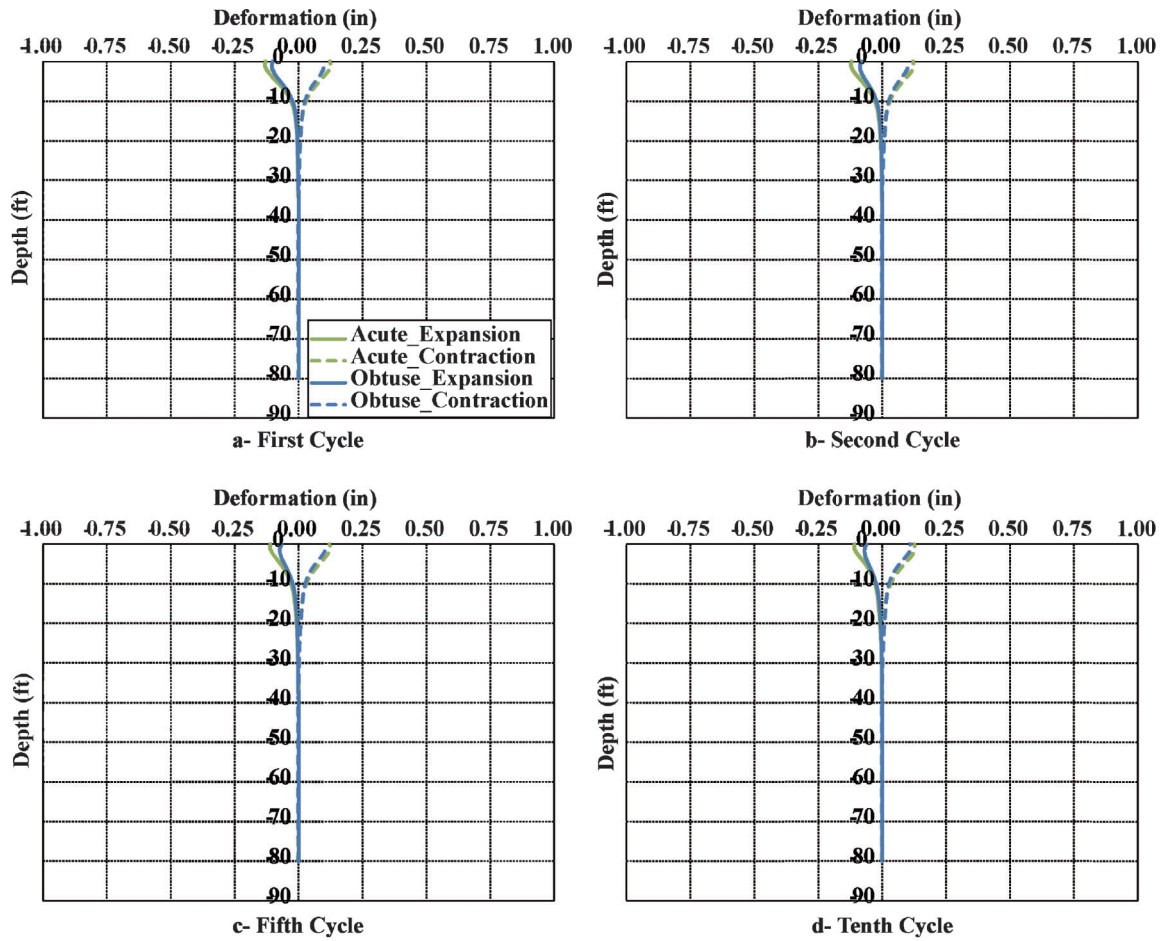 Deformation (in)
-1.00 -0.75 -0.50 -0.25 0.00 0.25 0.50 0.75 1.00
0
-10
-20
-30
-40
-50
-60
-70
-80
-90
Depth (ft)
Acute_Expansion
Acute_Contraction
Obtuse_Expansion
Obtuse_Contraction
a- First Cycle
Deformation (in)
-1.00 -0.75 -0.50 -0.25 0.00 0.25 0.50 0.75 1.00
0
-10
-20
-30
-40
-50
-60
-70
-80
-90
Depth (ft)
b- Second Cycle
Deformation (in)
-1.00 -0.75 -0.50 -0.25 0.00 0.25 0.50 0.75 1.00
0
-10
-20
-30
-40
-50
-60
-70
-80
-90
Depth (ft)
c- Fifth Cycle
Deformation (in)
-1.00 -0.75 -0.50 -0.25 0.00 0.25 0.50 0.75 1.00
0
-10
-20
-30
-40
-50
-60
-70
-80
-90
Depth (ft)
d- Tenth Cycle